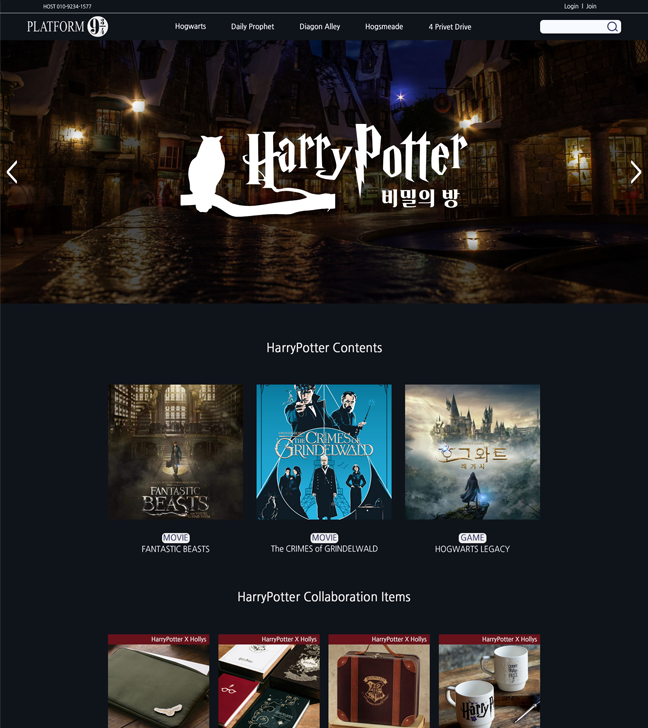 HOST 010-9234-1577
Login | Join
PLATFORM 9 3/4
Hogwarts
Daily Prophet
Diagon Alley
Hogsmeade
4 Privet Drive
Harry Potter
비밀의 방
HarryPotter Contents
FANTASTIC
BEASTS
THE CRIMES OF
GRINDELWALD
호그와트
레거시
MOVIE
MOVIE
GAME
FANTASTIC BEASTS
The CRIMES of GRINDELWALD
HOGWARTS LEGACY
HarryPotter Collaboration Items
HarryPotter X Hollys
HarryPotter X Hollys
HarryPotter X Hollys
HarryPotter X Hollys